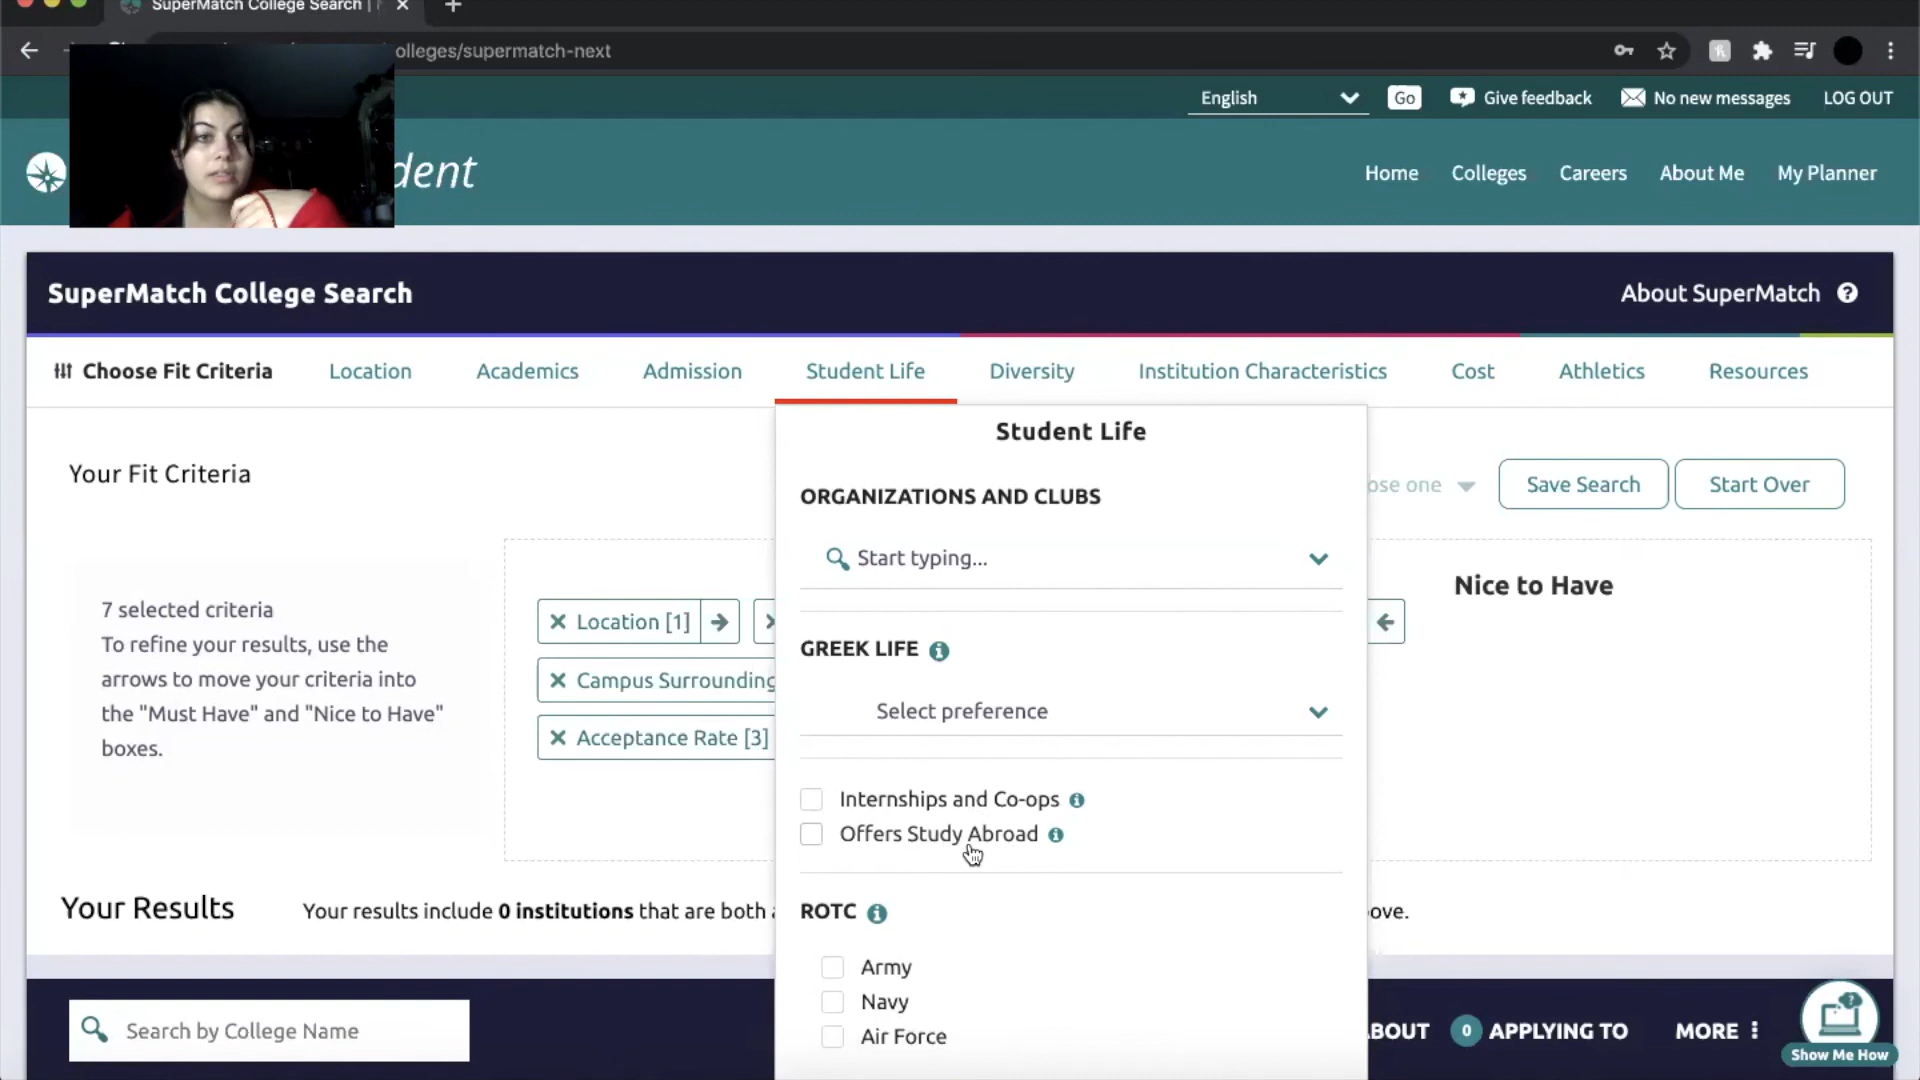 SuperMatch College Search |
olleges/supermatch-next
English
Go
Give feedback
No new messages
LOG OUT
dent
Home
Colleges
Careers
About Me
My Planner
SuperMatch College Search
About SuperMatch ?
Choose Fit Criteria
Location
Academics
Admission
Student Life
Diversity
Institution Characteristics
Cost
Athletics
Resources
Your Fit Criteria
ose one
Save Search
Start Over
7 selected criteria
To refine your results, use the
arrows to move your criteria into
the "Must Have" and "Nice to Have"
boxes.
Location [1]
Campus Surrounding
Acceptance Rate [3]
Student Life
ORGANIZATIONS AND CLUBS
Start typing...
GREEK LIFE
Select preference
Internships and Co-ops
Offers Study Abroad
ROTC
Army
Navy
Air Force
Nice to Have
Your Results
Your results include 0 institutions that are both
ove.
Search by College Name
BOUT
0 APPLYING TO
MORE
Show Me How